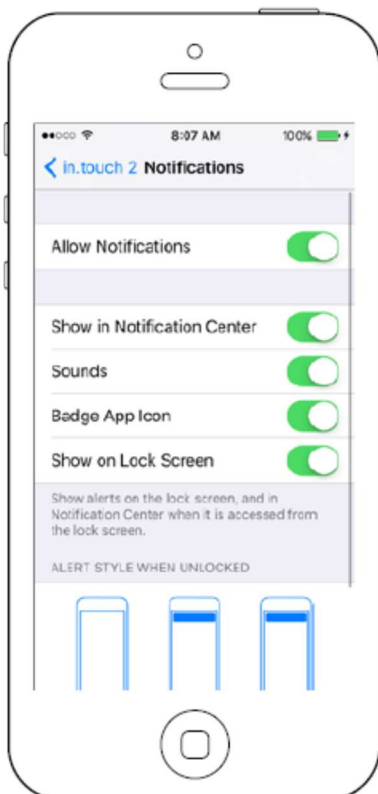 8:07 AM 100%
in.touch 2 Notifications
Allow Notifications
Show in Notification Center
Sounds
Badge App Icon
Show on Lock Screen
Show alerts on the lock screen, and in
Notification Center when it is accessed from
the lock screen.
ALERT STYLE WHEN UNLOCKED